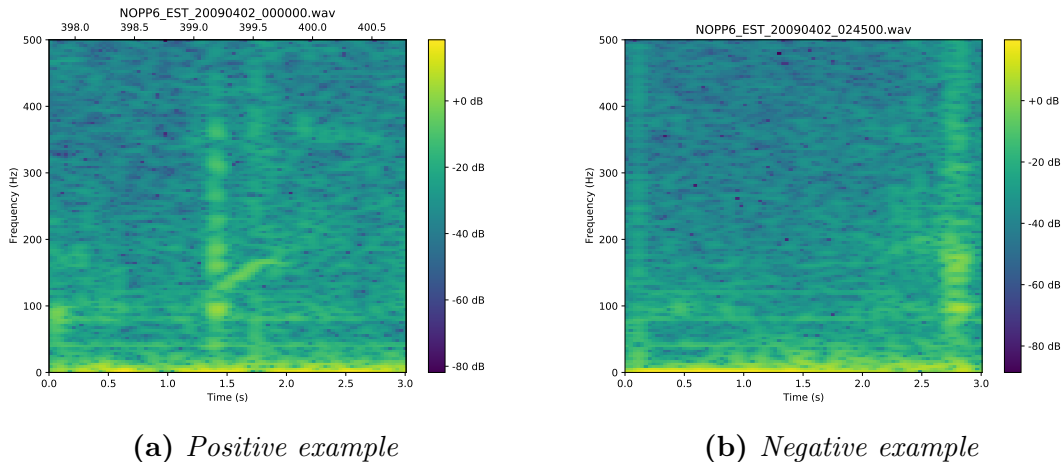 NOPP6_EST_20090402_000000.wav
398.0 398.5 399.0 399.5 400.0 400.5
500
400
300
200
100
0
Frequency (Hz)
0.0 0.5 1.0 1.5 2.0 2.5 3.0
Time (s)
+0 dB
-20 dB
-40 dB
-60 dB
-80 dB
(a) Positive example
NOPP6_EST_20090402_024500.wav
500
400
300
200
100
0
Frequency (Hz)
0.0 0.5 1.0 1.5 2.0 2.5 3.0
Time (s)
+0 dB
-20 dB
-40 dB
-60 dB
-80 dB
(b) Negative example